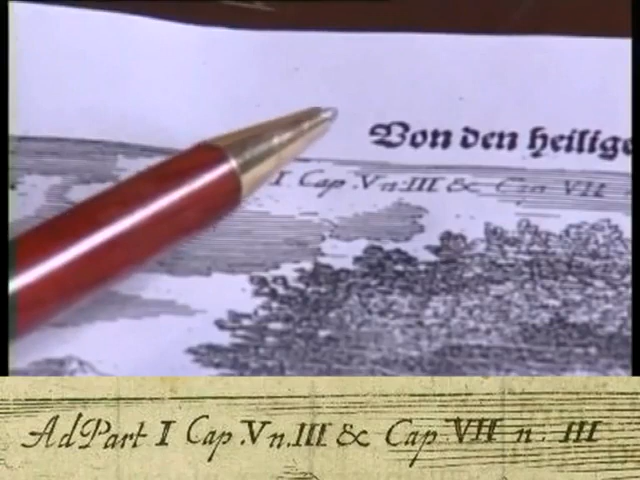 Von den heilige
I Cap .V n.III & Cap VII
Ad Part I Cap .V n.III & Cap VII n. III